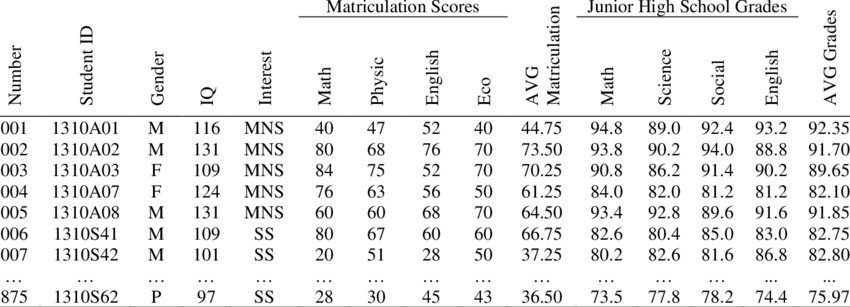 Matriculation Scores Junior High School Grades
Number Student ID Gender IQ Interest Math Physic English Eco AVG Matriculation Math Science Social English AVG Grades
001 1310A01 M 116 MNS 40 47 52 40 44.75 94.8 89.0 92.4 93.2 92.35
002 1310A02 M 131 MNS 80 68 76 70 73.50 93.8 90.2 94.0 88.8 91.70
003 1310A03 F 109 MNS 84 75 52 70 70.25 90.8 86.2 91.4 90.2 89.65
004 1310A07 F 124 MNS 76 63 56 50 61.25 84.0 82.0 81.2 81.2 82.10
005 1310A08 M 131 MNS 60 60 68 70 64.50 93.4 92.8 89.6 91.6 91.85
006 1310S41 M 109 SS 80 67 60 60 66.75 82.6 80.4 85.0 83.0 82.75
007 1310S42 M 101 SS 20 51 28 50 37.25 80.2 82.6 81.6 86.8 82.80
… … … … … … … … … … … … … ... ...
875 1310S62 P 97 SS 28 30 45 43 36.50 73.5 77.8 78.2 74.4 75.97